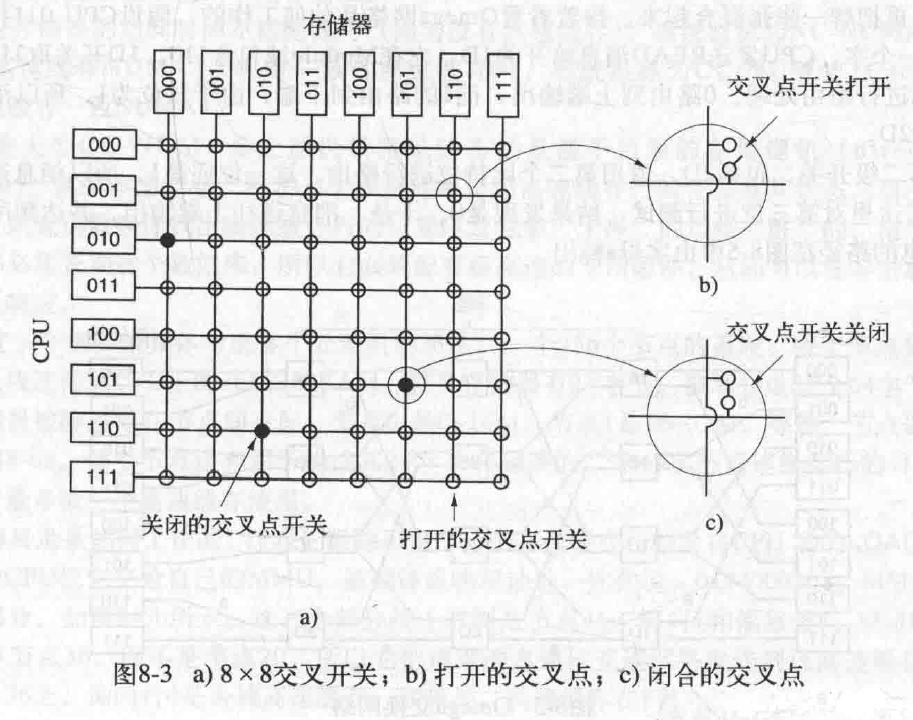 存储器
000 001 010 011 100 101 110 111
CPU
000
001
010
011
100
101
110
111
交叉点开关打开
b)
交叉点开关关闭
c)
关闭的交叉点开关
打开的交叉点开关
a)
图8-3 a) 8×8交叉开关；b) 打开的交叉点；c) 闭合的交叉点